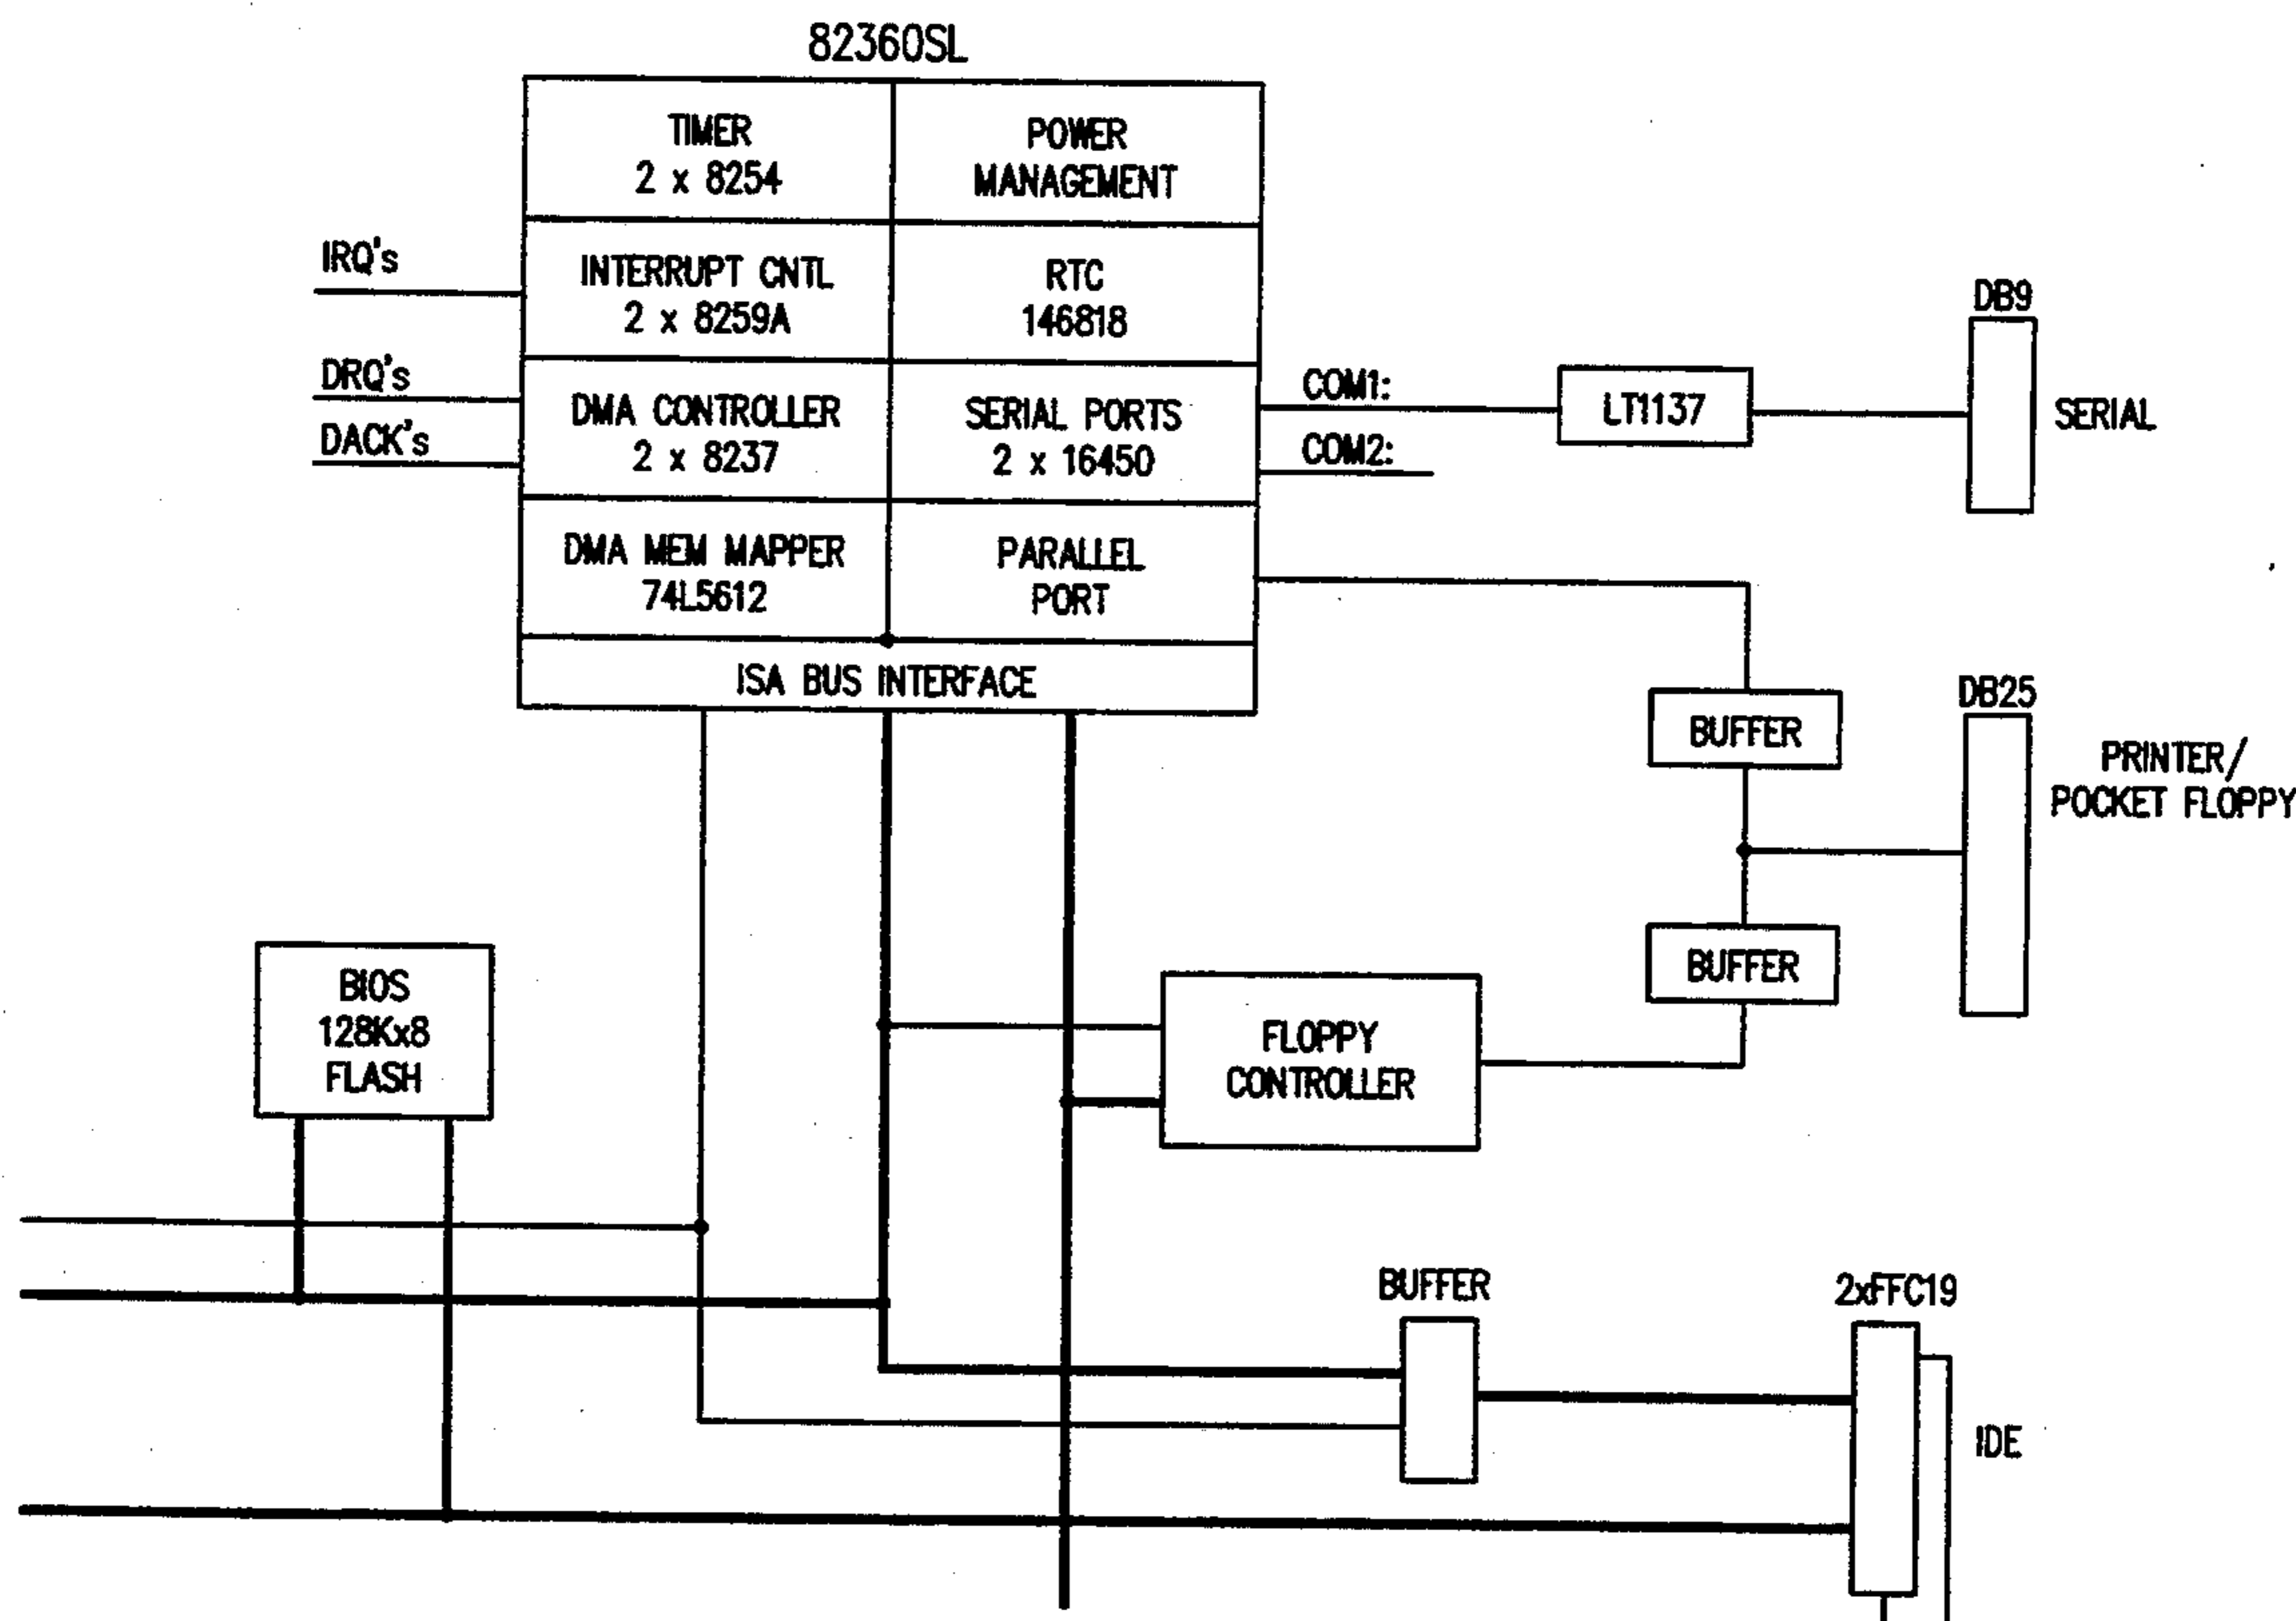 82360SL
TIMER
2 x 8254
POWER
MANAGEMENT
IRQ's
INTERRUPT CNTL
2 x 8259A
RTC
146818
DRQ's
DACK's
DMA CONTROLLER
2 x 8237
SERIAL PORTS
2 x 16450
COM1:
COM2:
LT1137
DB9
SERIAL
DMA MEM MAPPER
74L5612
PARALLEL
PORT
ISA BUS INTERFACE
BUFFER
DB25
PRINTER/
POCKET FLOPPY
BUFFER
BIOS
128Kx8
FLASH
FLOPPY
CONTROLLER
BUFFER
2xFFC19
IDE